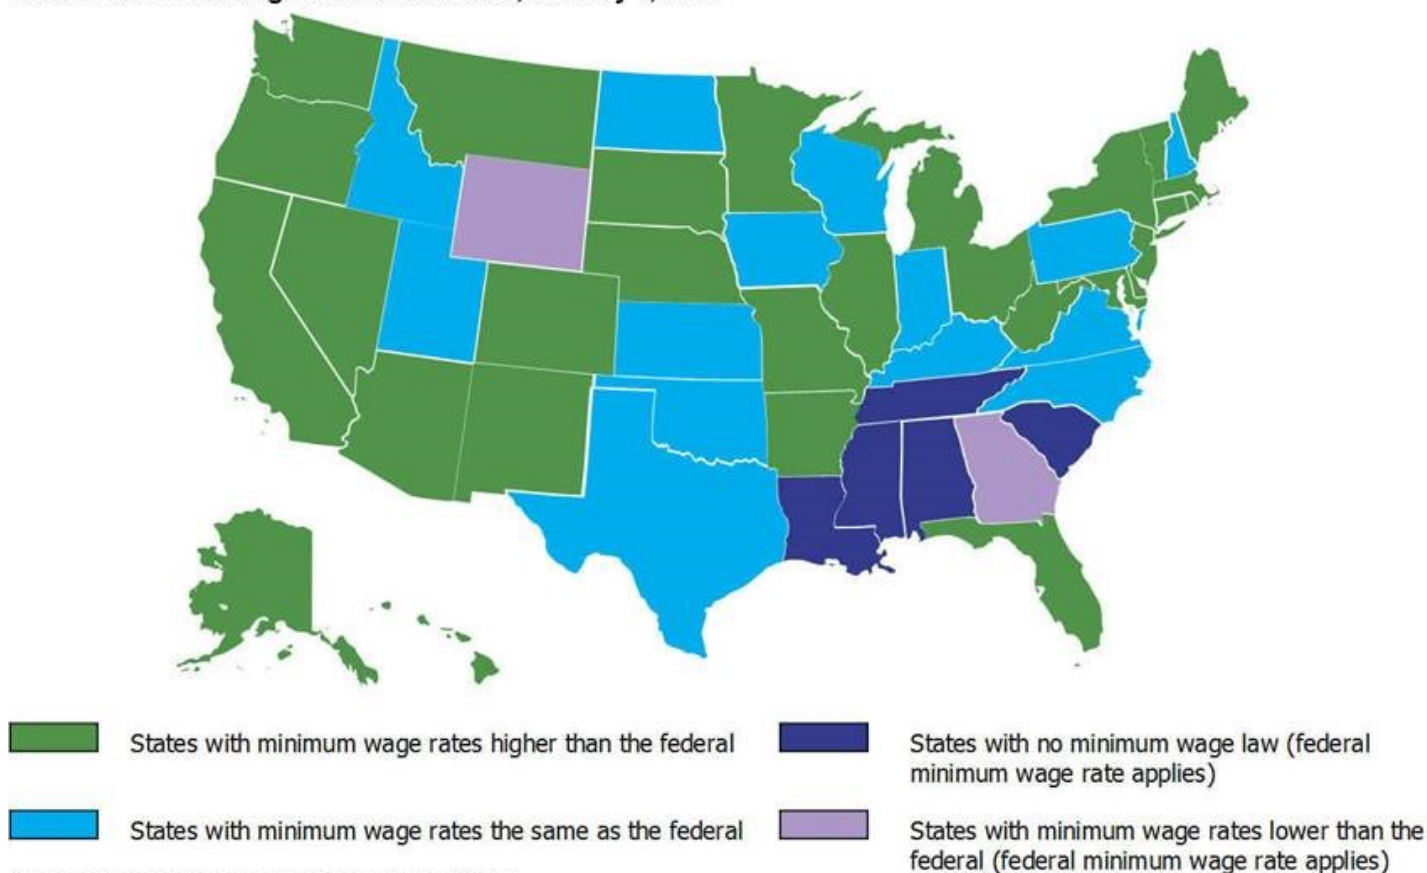 States with minimum wage rates higher than the federal
States with no minimum wage law (federal
minimum wage rate applies)
States with minimum wage rates the same as the federal
States with minimum wage rates lower than the
federal (federal minimum wage rate applies)